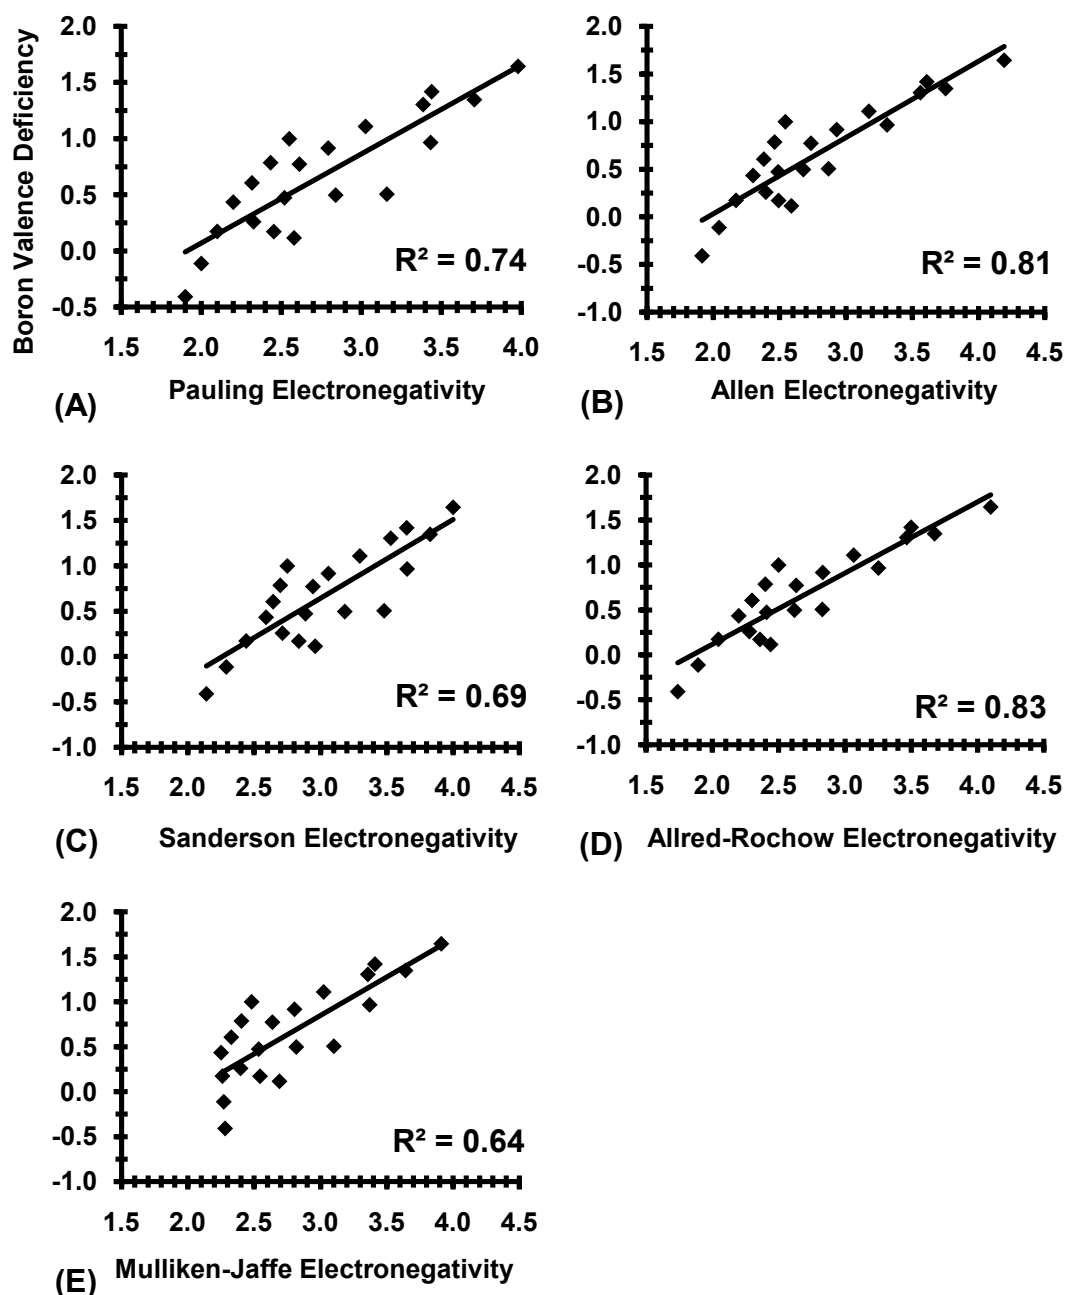 Boron Valence Deficiency
2.0
1.5
1.0
0.5
0.0
-0.5
R² = 0.74
1.5 2.0 2.5 3.0 3.5 4.0
(A) Pauling Electronegativity
2.0
1.5
1.0
0.5
0.0
-0.5
-1.0
R² = 0.81
1.5 2.0 2.5 3.0 3.5 4.0 4.5
(B) Allen Electronegativity
2.0
1.5
1.0
0.5
0.0
-0.5
-1.0
R² = 0.69
1.5 2.0 2.5 3.0 3.5 4.0 4.5
(C) Sanderson Electronegativity
2.0
1.5
1.0
0.5
0.0
-0.5
-1.0
R² = 0.83
1.5 2.0 2.5 3.0 3.5 4.0 4.5
(D) Allred-Rochow Electronegativity
2.0
1.5
1.0
0.5
0.0
-0.5
-1.0
R² = 0.64
1.5 2.0 2.5 3.0 3.5 4.0 4.5
(E) Mulliken-Jaffe Electronegativity